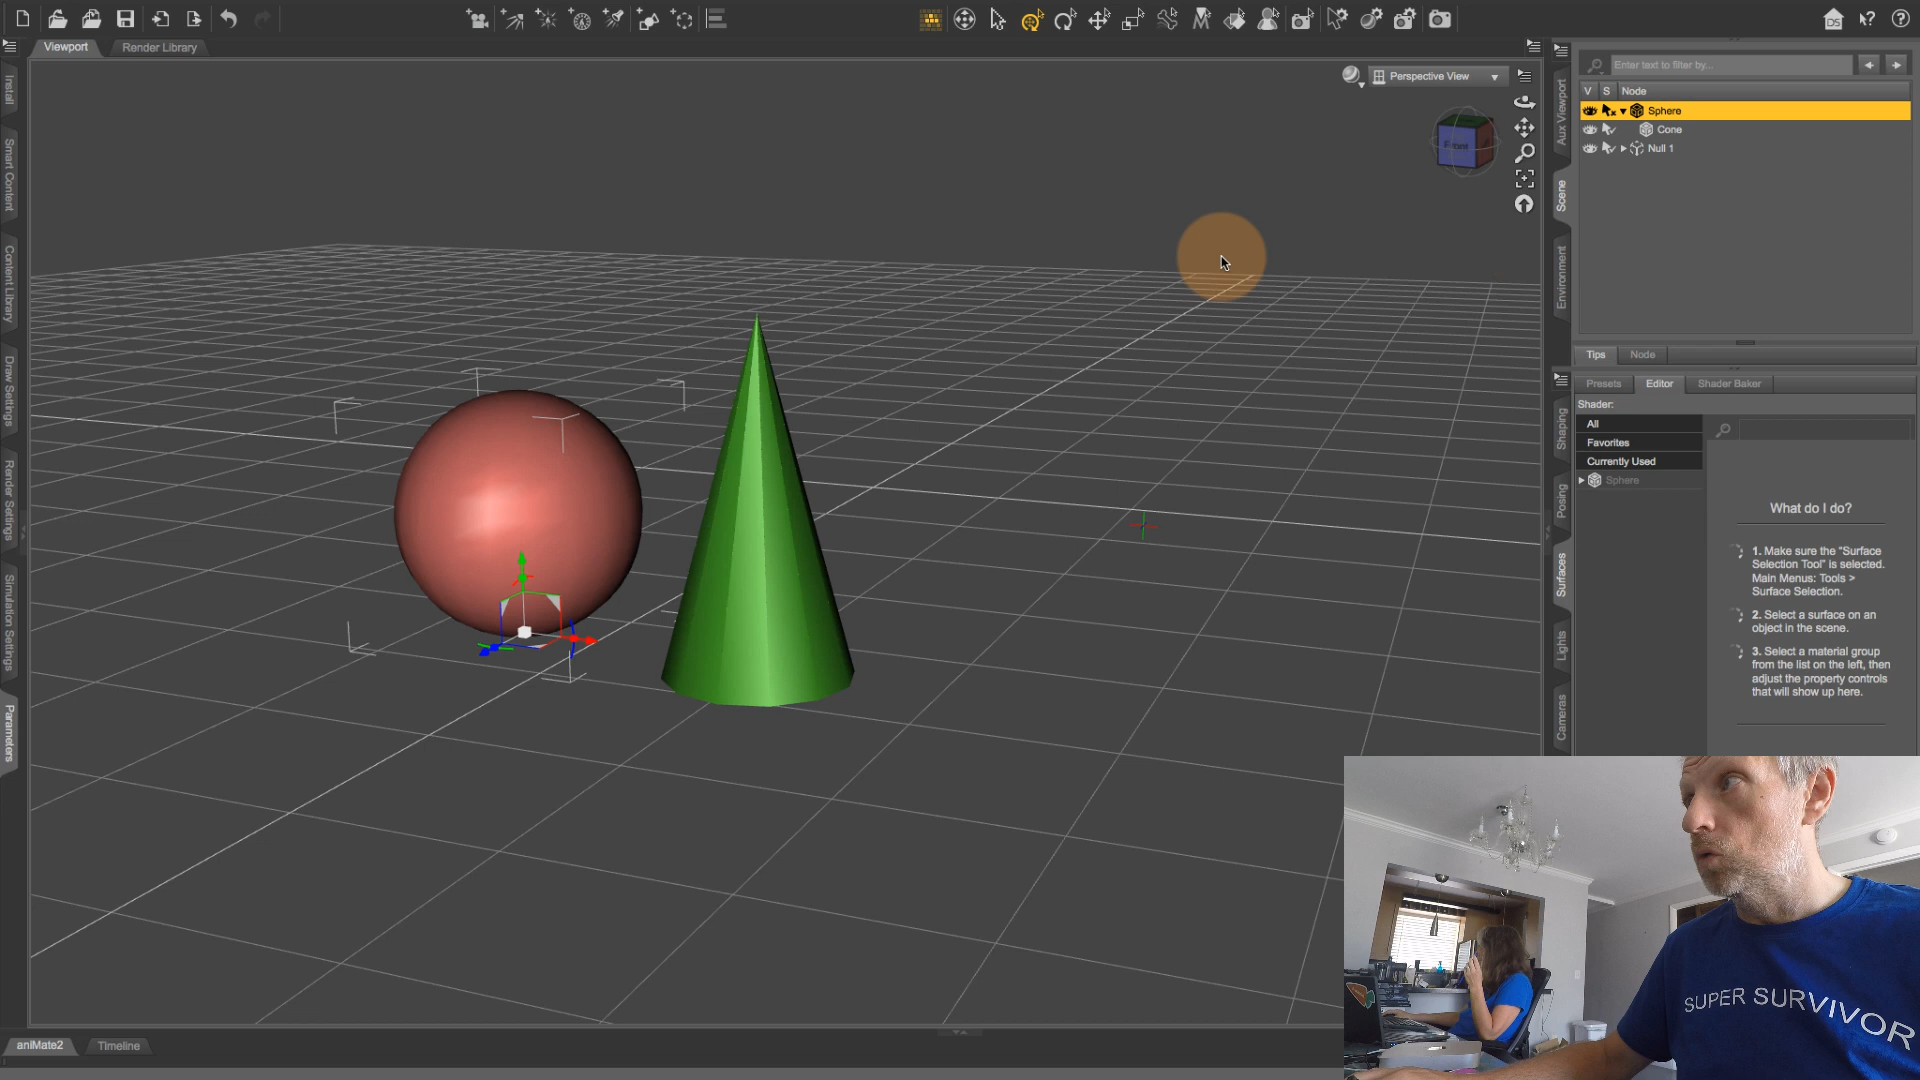 Viewport
Render Library
Perspective View
Front
Install
Smart Content
Content Library
Draw Settings
Render Settings
Simulation Settings
Parameters
Aux Viewport
Scene
Environment
Enter text to filter by...
V S Node
Sphere
Cone
Null 1
Tips
Node
Shaping
Posing
Surfaces
Lights
Cameras
Presets
Editor
Shader Baker
Shader:
All
Favorites
Currently Used
Sphere
What do I do?
1. Make sure the "Surface
Selection Tool" is selected.
Main Menus: Tools >
Surface Selection.
2. Select a surface on an
object in the scene.
3. Select a material group
from the list on the left, then
adjust the property controls
that will show up here.
SUPER SURVIVOR
aniMate2
Timeline
DS